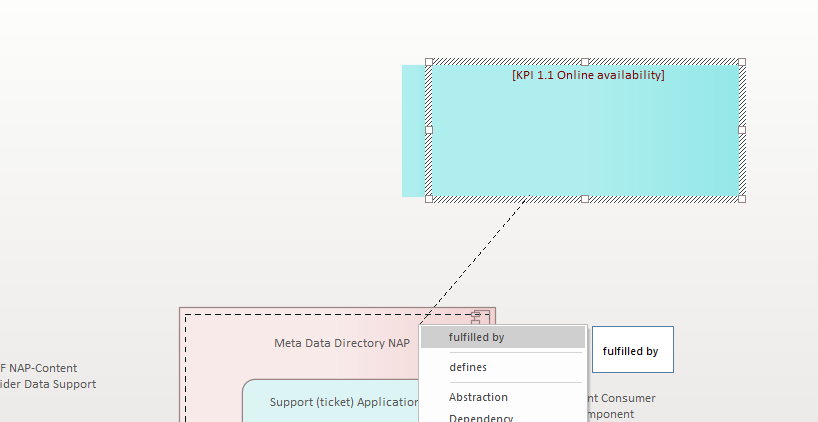 [KPI 1.1 Online availability]
Meta Data Directory NAP
fulfilled by
fulfilled by
F NAP-Content
ider Data Support
defines
Support (ticket) Application
Abstraction
nt Consumer
mponent
Dependency